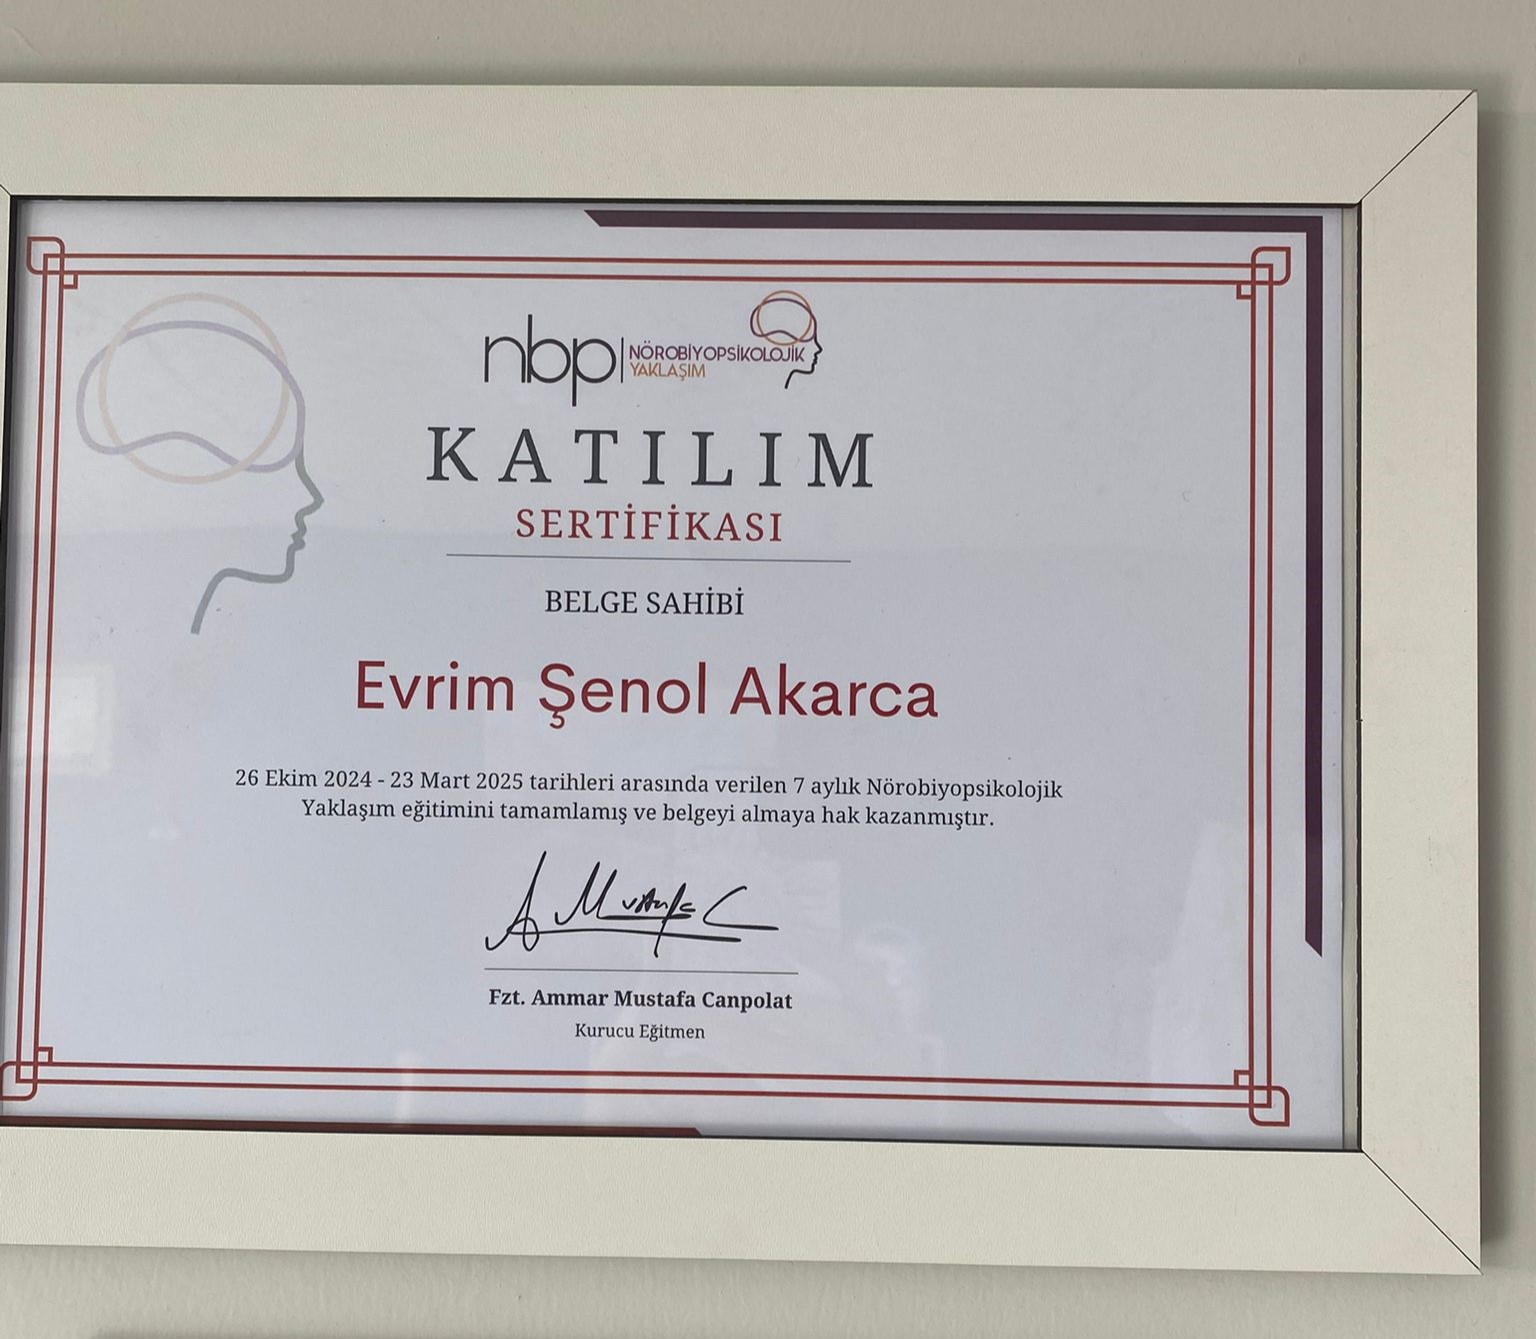 nbp
NÖROBİYOPSİKOLOJİK
YAKLAŞIM
KATILIM
SERTİFİKASI
BELGE SAHİBİ
Evrim Şenol Akarca
26 Ekim 2024 - 23 Mart 2025 tarihleri arasında verilen 7 aylık Nörobiyopsikolojik
Yaklaşım eğitimini tamamlamış ve belgeyi almaya hak kazanmıştır.
A Mustafa C
Fzt. Ammar Mustafa Canpolat
Kurucu Eğitmen